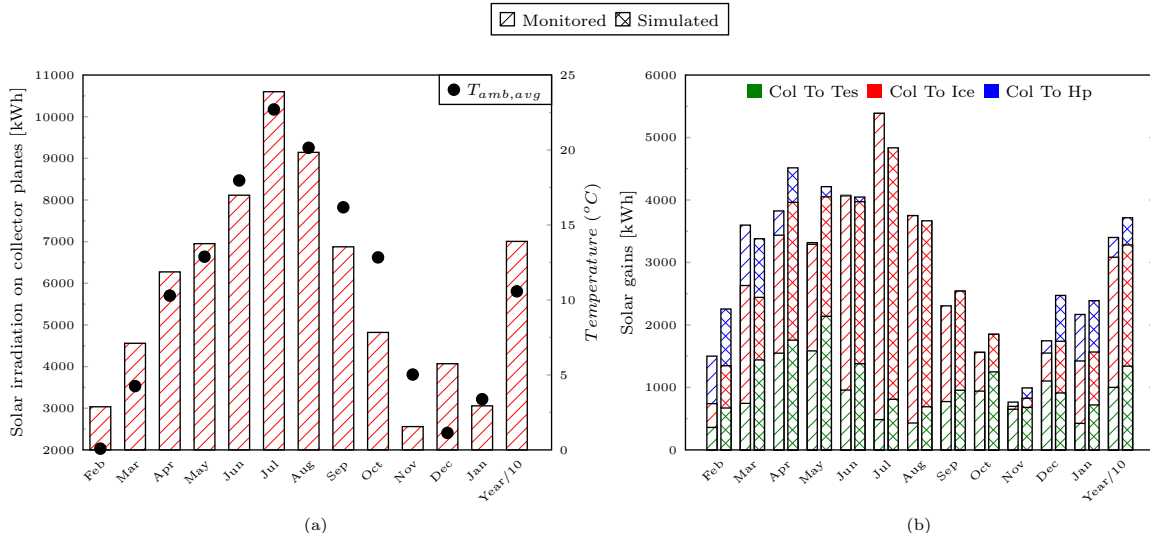 Monitored Simulated
Solar irradiation on collector planes [kWh]
11000
10000
9000
8000
7000
6000
5000
4000
3000
2000
T_{amb,avg}
25
20
15
10
5
0
Temperature (°C)
Feb Mar Apr May Jun Jul Aug Sep Oct Nov Dec Jan Year/10
(a)
Solar gains [kWh]
6000
5000
4000
3000
2000
1000
0
Col To Tes Col To Ice Col To Hp
Feb Mar Apr May Jun Jul Aug Sep Oct Nov Dec Jan Year/10
(b)